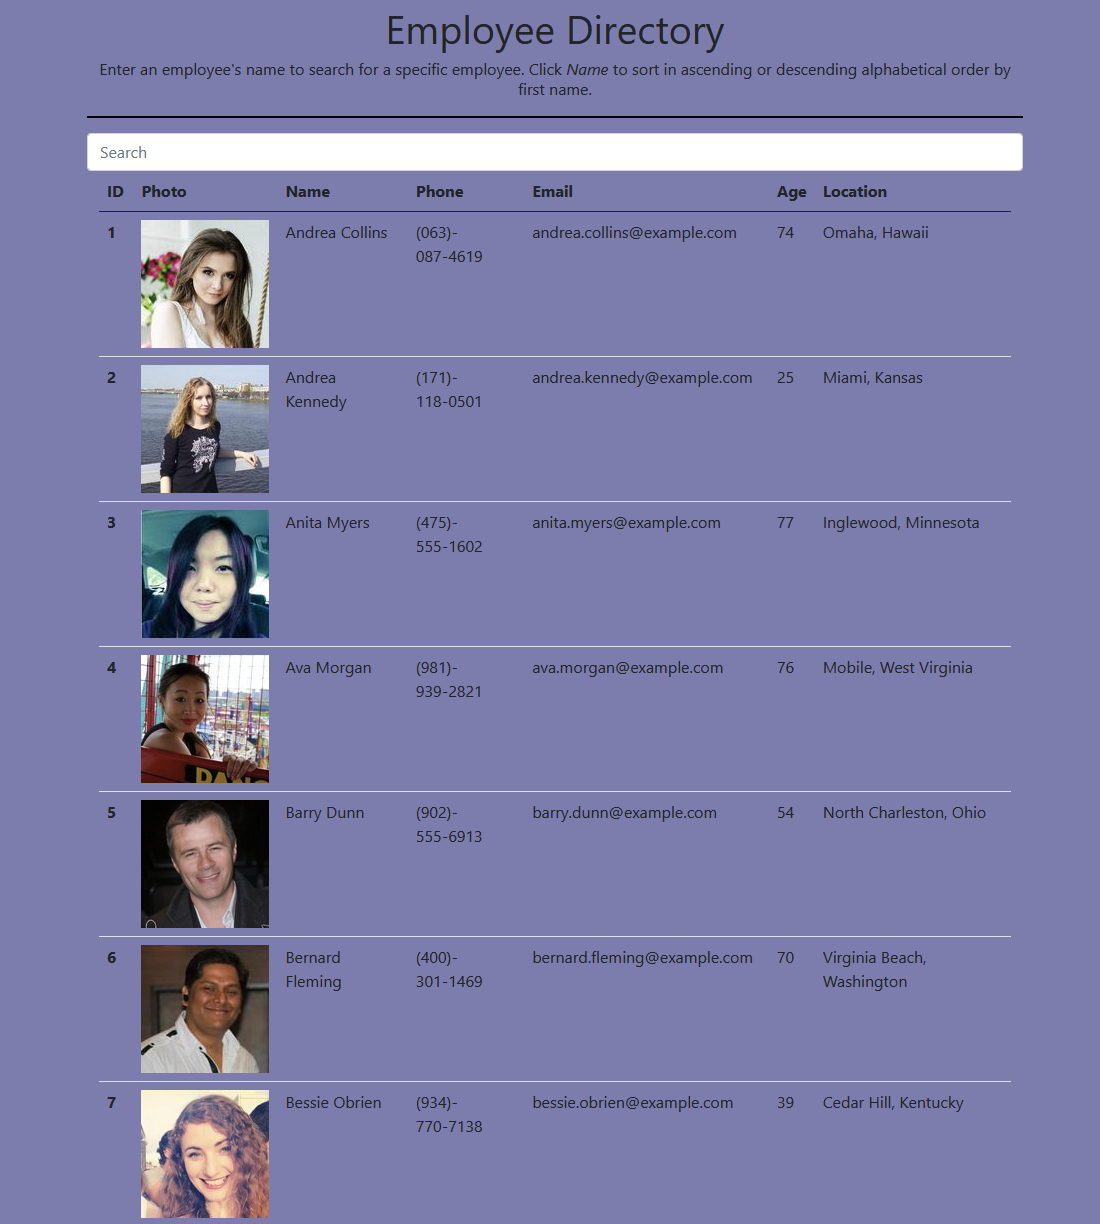 Employee Directory
Enter an employee's name to search for a specific employee. Click Name to sort in ascending or descending alphabetical order by
first name.
Search
ID Photo Name Phone Email Age Location
1 Andrea Collins (063)- andrea.collins@example.com 74 Omaha, Hawaii
087-4619
2 Andrea (171)- andrea.kennedy@example.com 25 Miami, Kansas
Kennedy 118-0501
3 Anita Myers (475)- anita.myers@example.com 77 Inglewood, Minnesota
555-1602
4 Ava Morgan (981)- ava.morgan@example.com 76 Mobile, West Virginia
939-2821
5 Barry Dunn (902)- barry.dunn@example.com 54 North Charleston, Ohio
555-6913
6 Bernard (400)- bernard.fleming@example.com 70 Virginia Beach,
Fleming 301-1469 Washington
7 Bessie Obrien (934)- bessie.obrien@example.com 39 Cedar Hill, Kentucky
770-7138